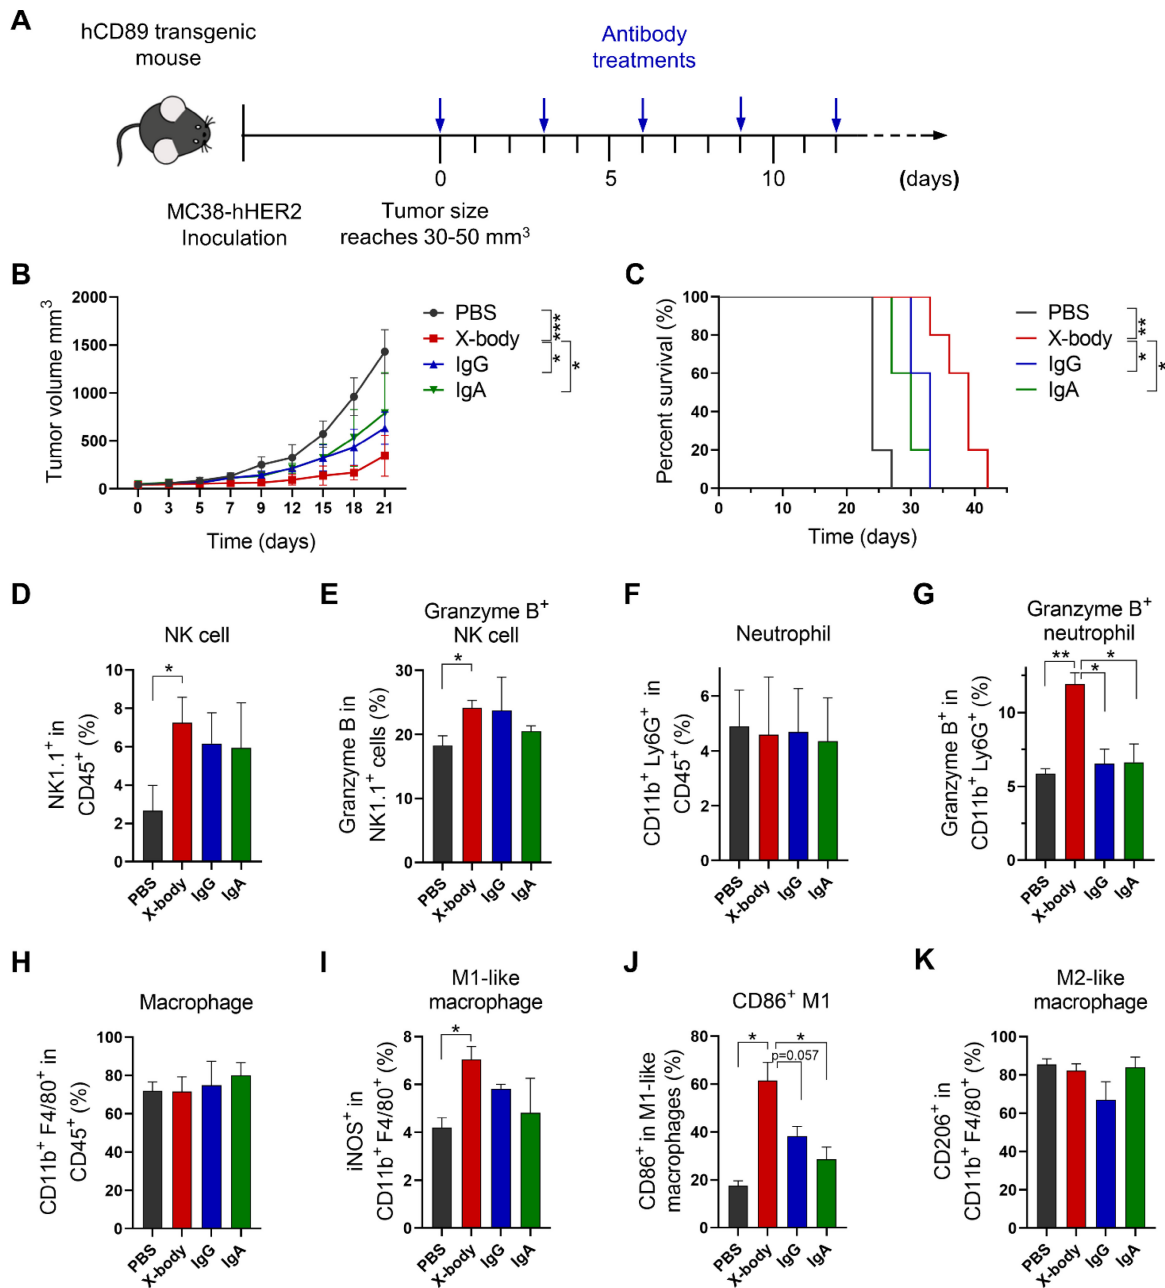 A
hCD89 transgenic
mouse
Antibody
treatments
0
5
10
(days)
MC38-hHER2
Inoculation
Tumor size
reaches 30-50 mm³
B
Tumor volume mm³
2000
1500
1000
500
0
0 3 5 7 9 12 15 18 21
Time (days)
PBS
X-body
IgG
IgA
***
*
*
C
Percent survival (%)
100
80
60
40
20
0
0 10 20 30 40
Time (days)
PBS
X-body
IgG
IgA
**
*
*
D
NK cell
NK1.1⁺ in
CD45⁺ (%)
10
8
6
4
2
0
*
PBS X-body IgG IgA
E
Granzyme B⁺
NK cell
Granzyme B in
NK1.1⁺ cells (%)
30
20
10
0
*
PBS X-body IgG IgA
F
Neutrophil
CD11b⁺ Ly6G⁺ in
CD45⁺ (%)
6
4
2
0
PBS X-body IgG IgA
G
Granzyme B⁺
neutrophil
Granzyme B⁺ in
CD11b⁺ Ly6G⁺ (%)
10
5
0
** * *
PBS X-body IgG IgA
H
Macrophage
CD11b⁺ F4/80⁺ in
CD45⁺ (%)
100
80
60
40
20
0
PBS X-body IgG IgA
I
M1-like
macrophage
iNOS⁺ in
CD11b⁺ F4/80⁺ (%)
8
6
4
2
0
*
PBS X-body IgG IgA
J
CD86⁺ M1
CD86⁺ in M1-like
macrophages (%)
80
60
40
20
0
* *
p=0.057
PBS X-body IgG IgA
K
M2-like
macrophage
CD206⁺ in
CD11b⁺ F4/80⁺ (%)
100
80
60
40
20
0
PBS X-body IgG IgA